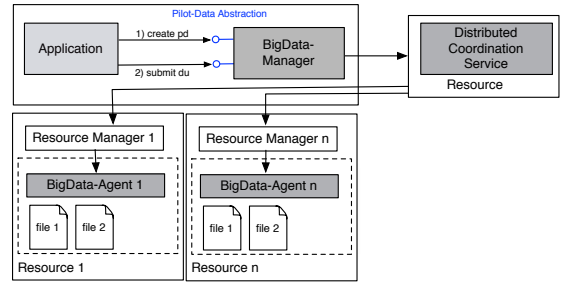 Pilot-Data Abstraction
Application
1) create pd
2) submit du
BigData-
Manager
Distributed
Coordination
Service
Resource
Resource Manager 1
BigData-Agent 1
file 1
file 2
Resource 1
Resource Manager n
BigData-Agent n
file 1
file 2
Resource n